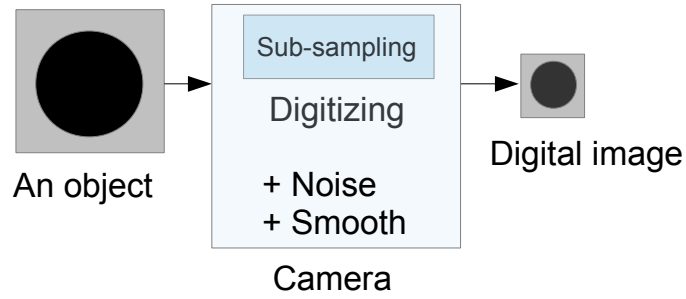 Sub-sampling
Digitizing
+ Noise
+ Smooth
An object
Digital image
Camera